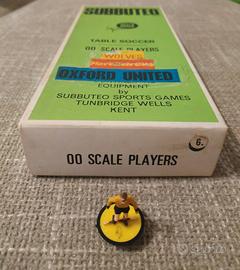 SUBBUTEO
TABLE SOCCER
00 SCALE PLAYERS
WOLVES
OXFORD UNITED
EQUIPMENT
by
SUBBUTEO SPORTS GAMES
TUNBRIDGE WELLS
KENT
6.
00 SCALE PLAYERS